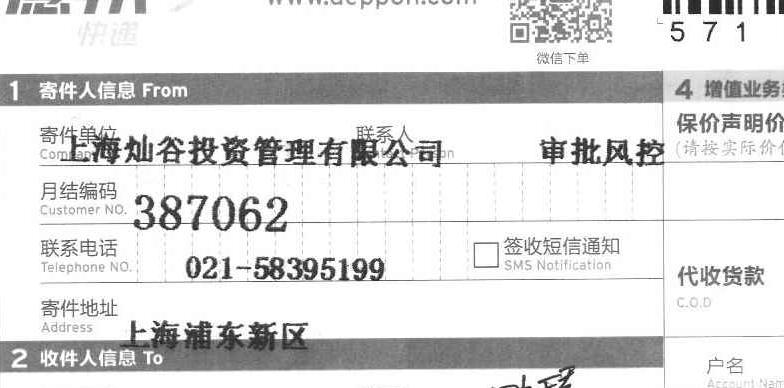 快递
www.deppon.com
微信下单
571
1 寄件人信息 From
4 增值业务
寄件单位 联系人
上海灿谷投资管理有限公司 审批风控
保价声明价
(请按实际价值
月结编码
Customer NO. 387062
联系电话
Telephone NO. 021-58395199
签收短信通知
SMS Notification
代收货款
C.O.D
寄件地址
Address 上海浦东新区
2 收件人信息 To
户名
Account Nam